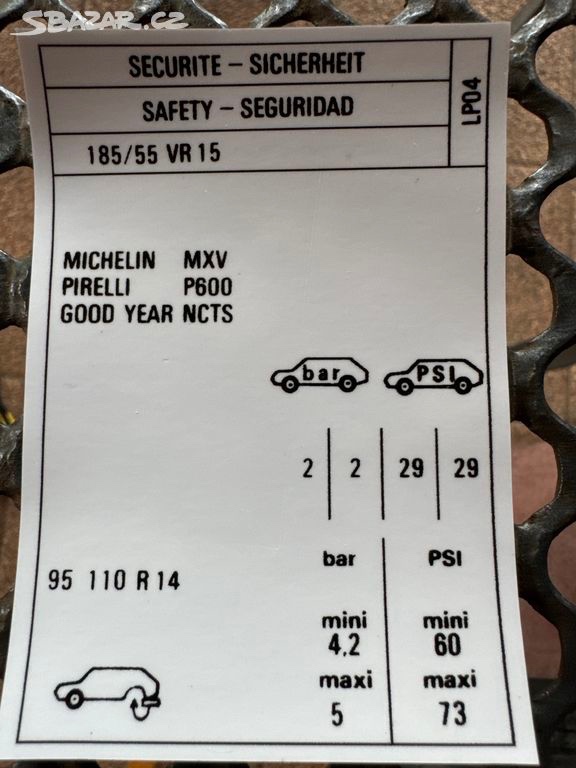 SBAZAR.CZ
SECURITE – SICHERHEIT
SAFETY – SEGURIDAD
LP04
185/55 VR 15
MICHELIN MXV
PIRELLI P600
GOOD YEAR NCTS
bar PSI
2 2 29 29
bar PSI
95 110 R 14
mini mini
4,2 60
maxi maxi
5 73